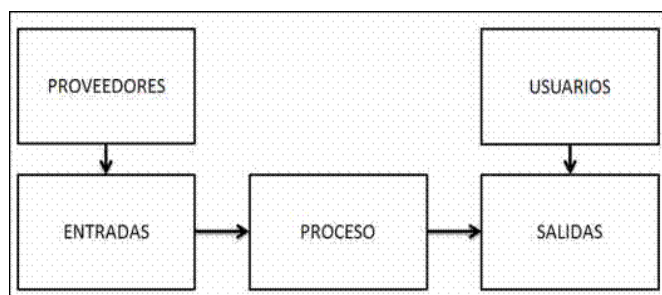 PROVEEDORES
USUARIOS
ENTRADAS
PROCESO
SALIDAS